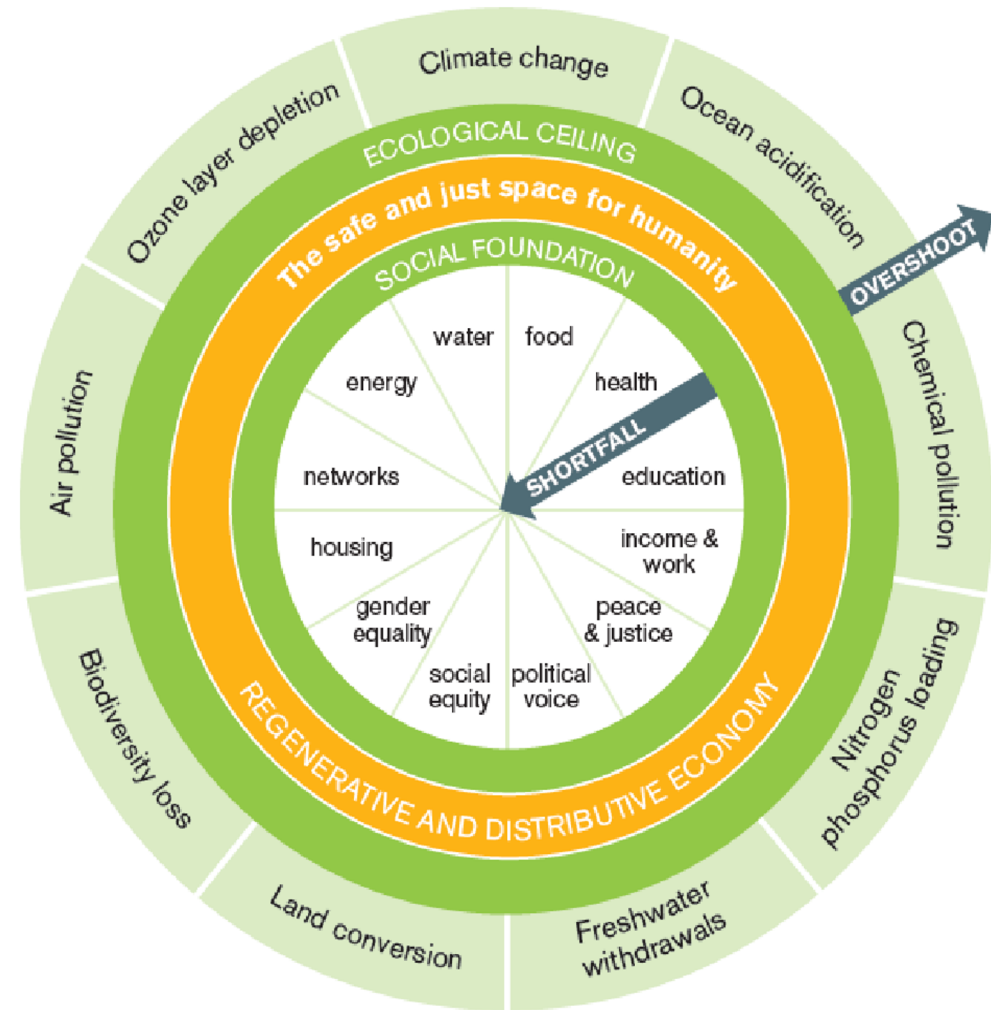 Climate change
Ocean acidification
OVERSHOOT
Chemical pollution
Nitrogen
phosphorus loading
Freshwater
withdrawals
Land conversion
Biodiversity loss
Air pollution
Ozone layer depletion
ECOLOGICAL CEILING
The safe and just space for humanity
SOCIAL FOUNDATION
water
food
energy
health
SHORTFALL
networks
education
housing
income &
work
gender
equality
peace
& justice
social
equity
political
voice
REGENERATIVE AND DISTRIBUTIVE ECONOMY